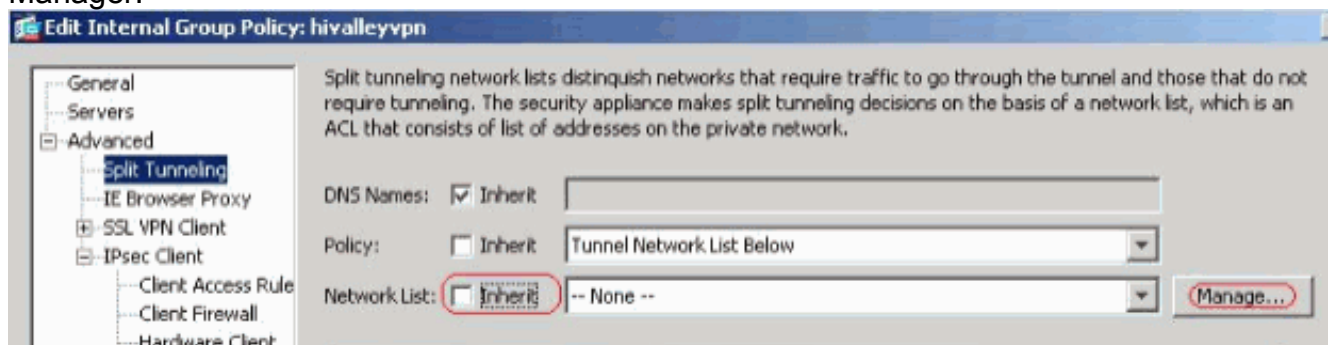 Manager.
Edit Internal Group Policy: hivalleyvpn
General
Servers
Advanced
Split Tunneling
IE Browser Proxy
SSL VPN Client
IPsec Client
Client Access Rule
Client Firewall
Hardware Client
Split tunneling network lists distinguish networks that require traffic to go through the tunnel and those that do not
require tunneling. The security appliance makes split tunneling decisions on the basis of a network list, which is an
ACL that consists of list of addresses on the private network.
DNS Names: Inherit
Policy: Inherit Tunnel Network List Below
Network List: Inherit -- None -- Manage...